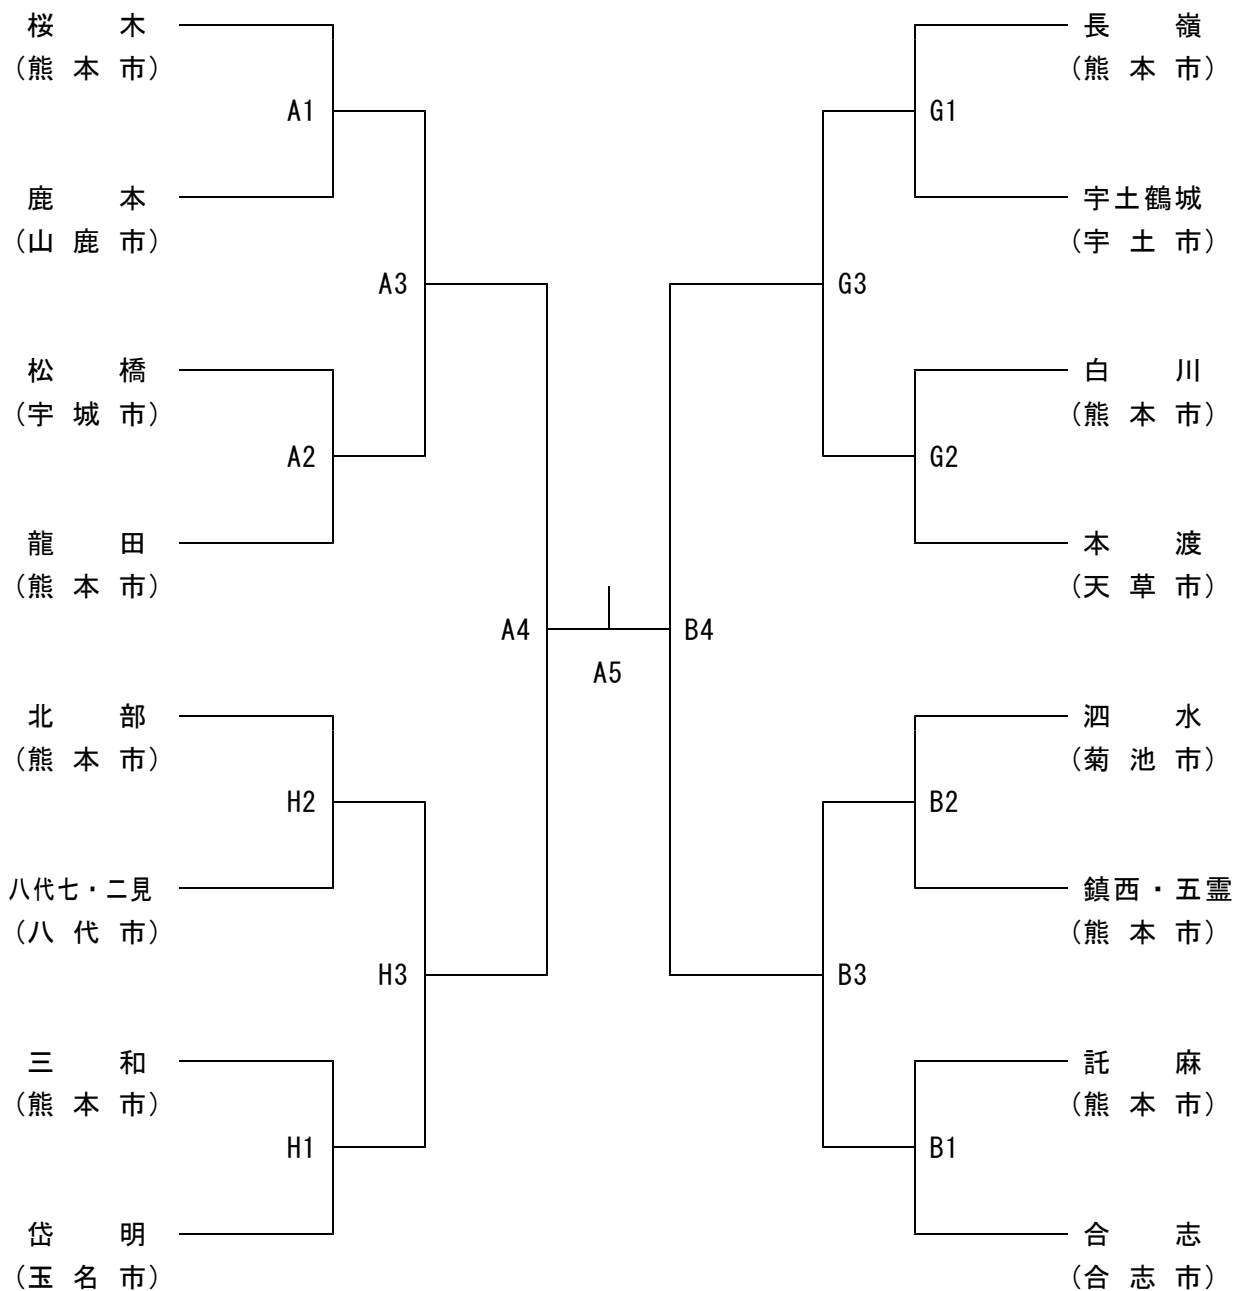 桜木
（熊本市）
A1
鹿本
（山鹿市）
A3
松橋
（宇城市）
A2
龍田
（熊本市）
A4
北部
（熊本市）
H2
八代七・二見
（八代市）
H3
三和
（熊本市）
H1
岱明
（玉名市）
A5
長嶺
（熊本市）
G1
宇土鶴城
（宇土市）
G3
白川
（熊本市）
G2
本渡
（天草市）
B4
泗水
（菊池市）
B2
鎮西・五霊
（熊本市）
B3
託麻
（熊本市）
B1
合志
（合志市）